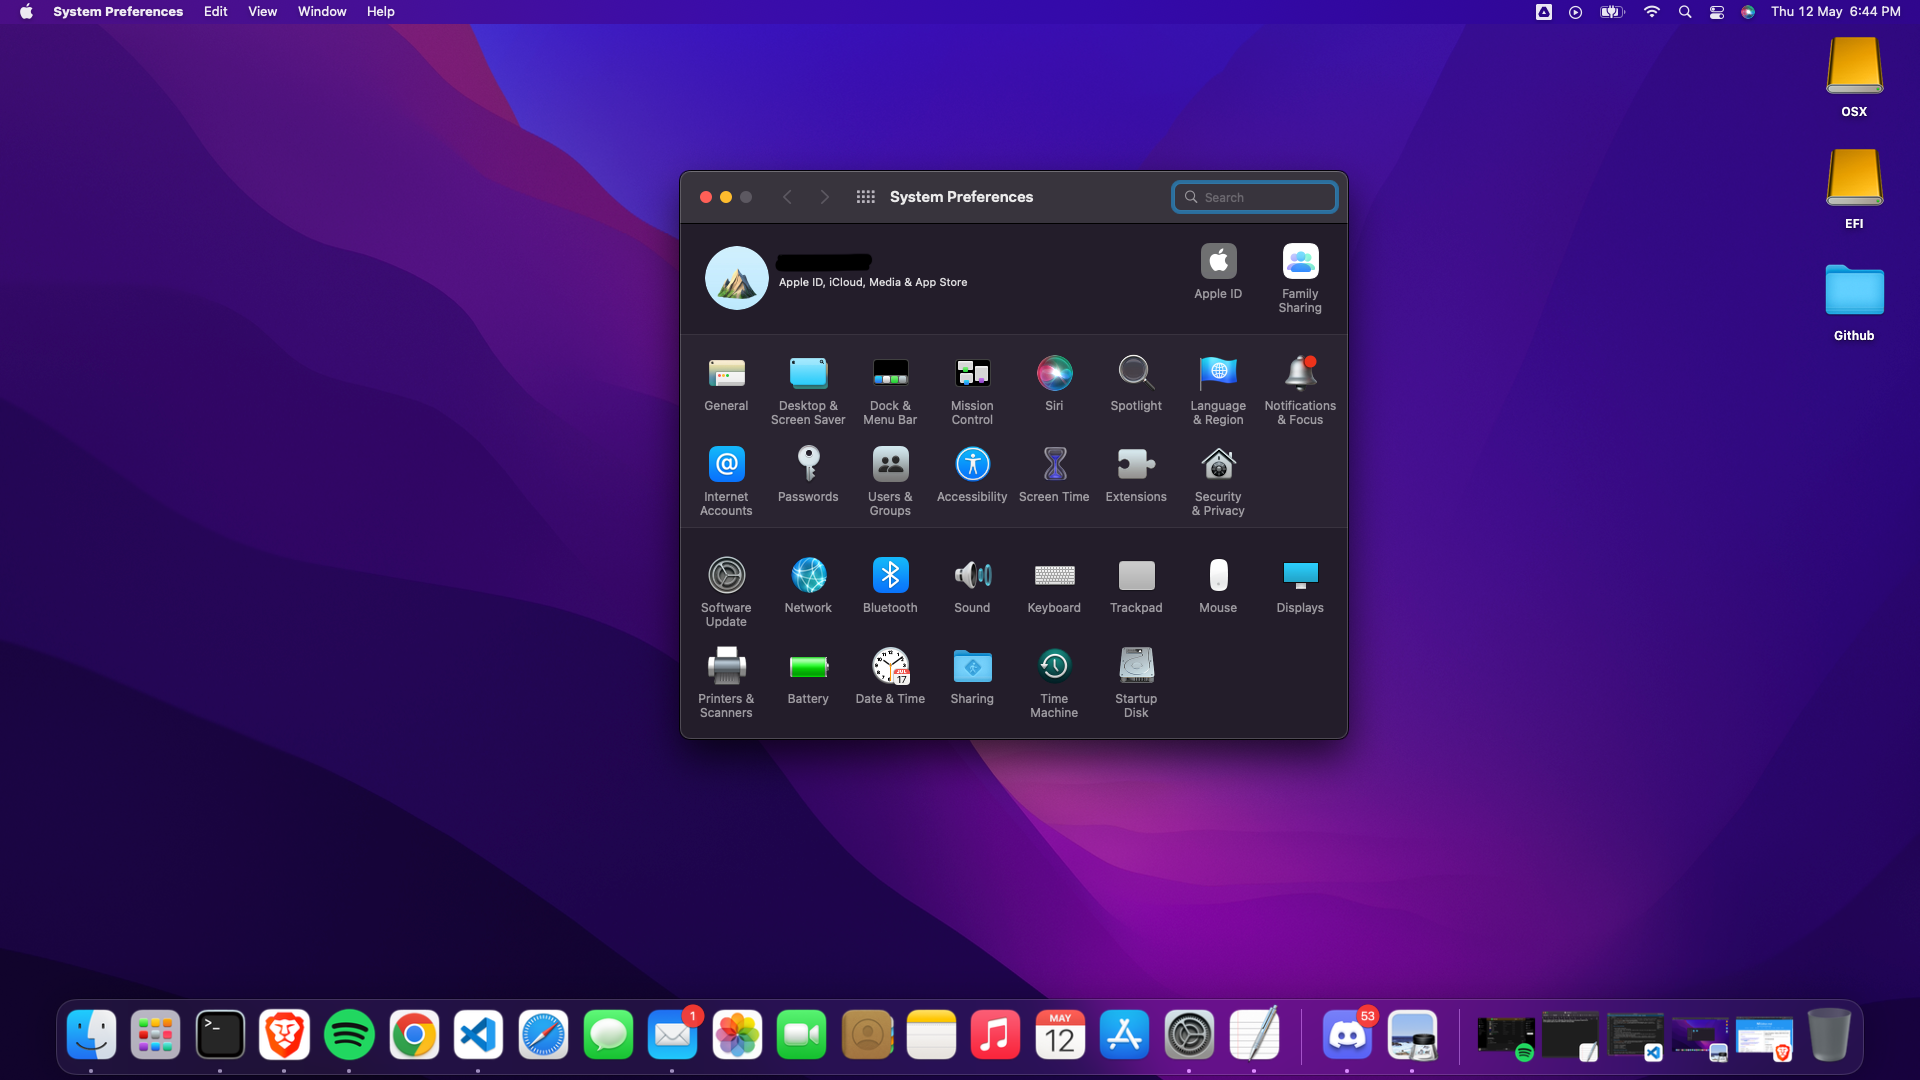 System Preferences Edit View Window Help
Thu 12 May 6:44 PM
OSX
EFI
Github
System Preferences
Search
Apple ID, iCloud, Media & App Store
Apple ID
Family
Sharing
General
Desktop &
Screen Saver
Dock &
Menu Bar
Mission
Control
Siri
Spotlight
Language
& Region
Notifications
& Focus
Internet
Accounts
Passwords
Users &
Groups
Accessibility
Screen Time
Extensions
Security
& Privacy
Software
Update
Network
Bluetooth
Sound
Keyboard
Trackpad
Mouse
Displays
Printers &
Scanners
Battery
JUL
17
Date & Time
Sharing
Time
Machine
Startup
Disk
>_
1
MAY
12
53